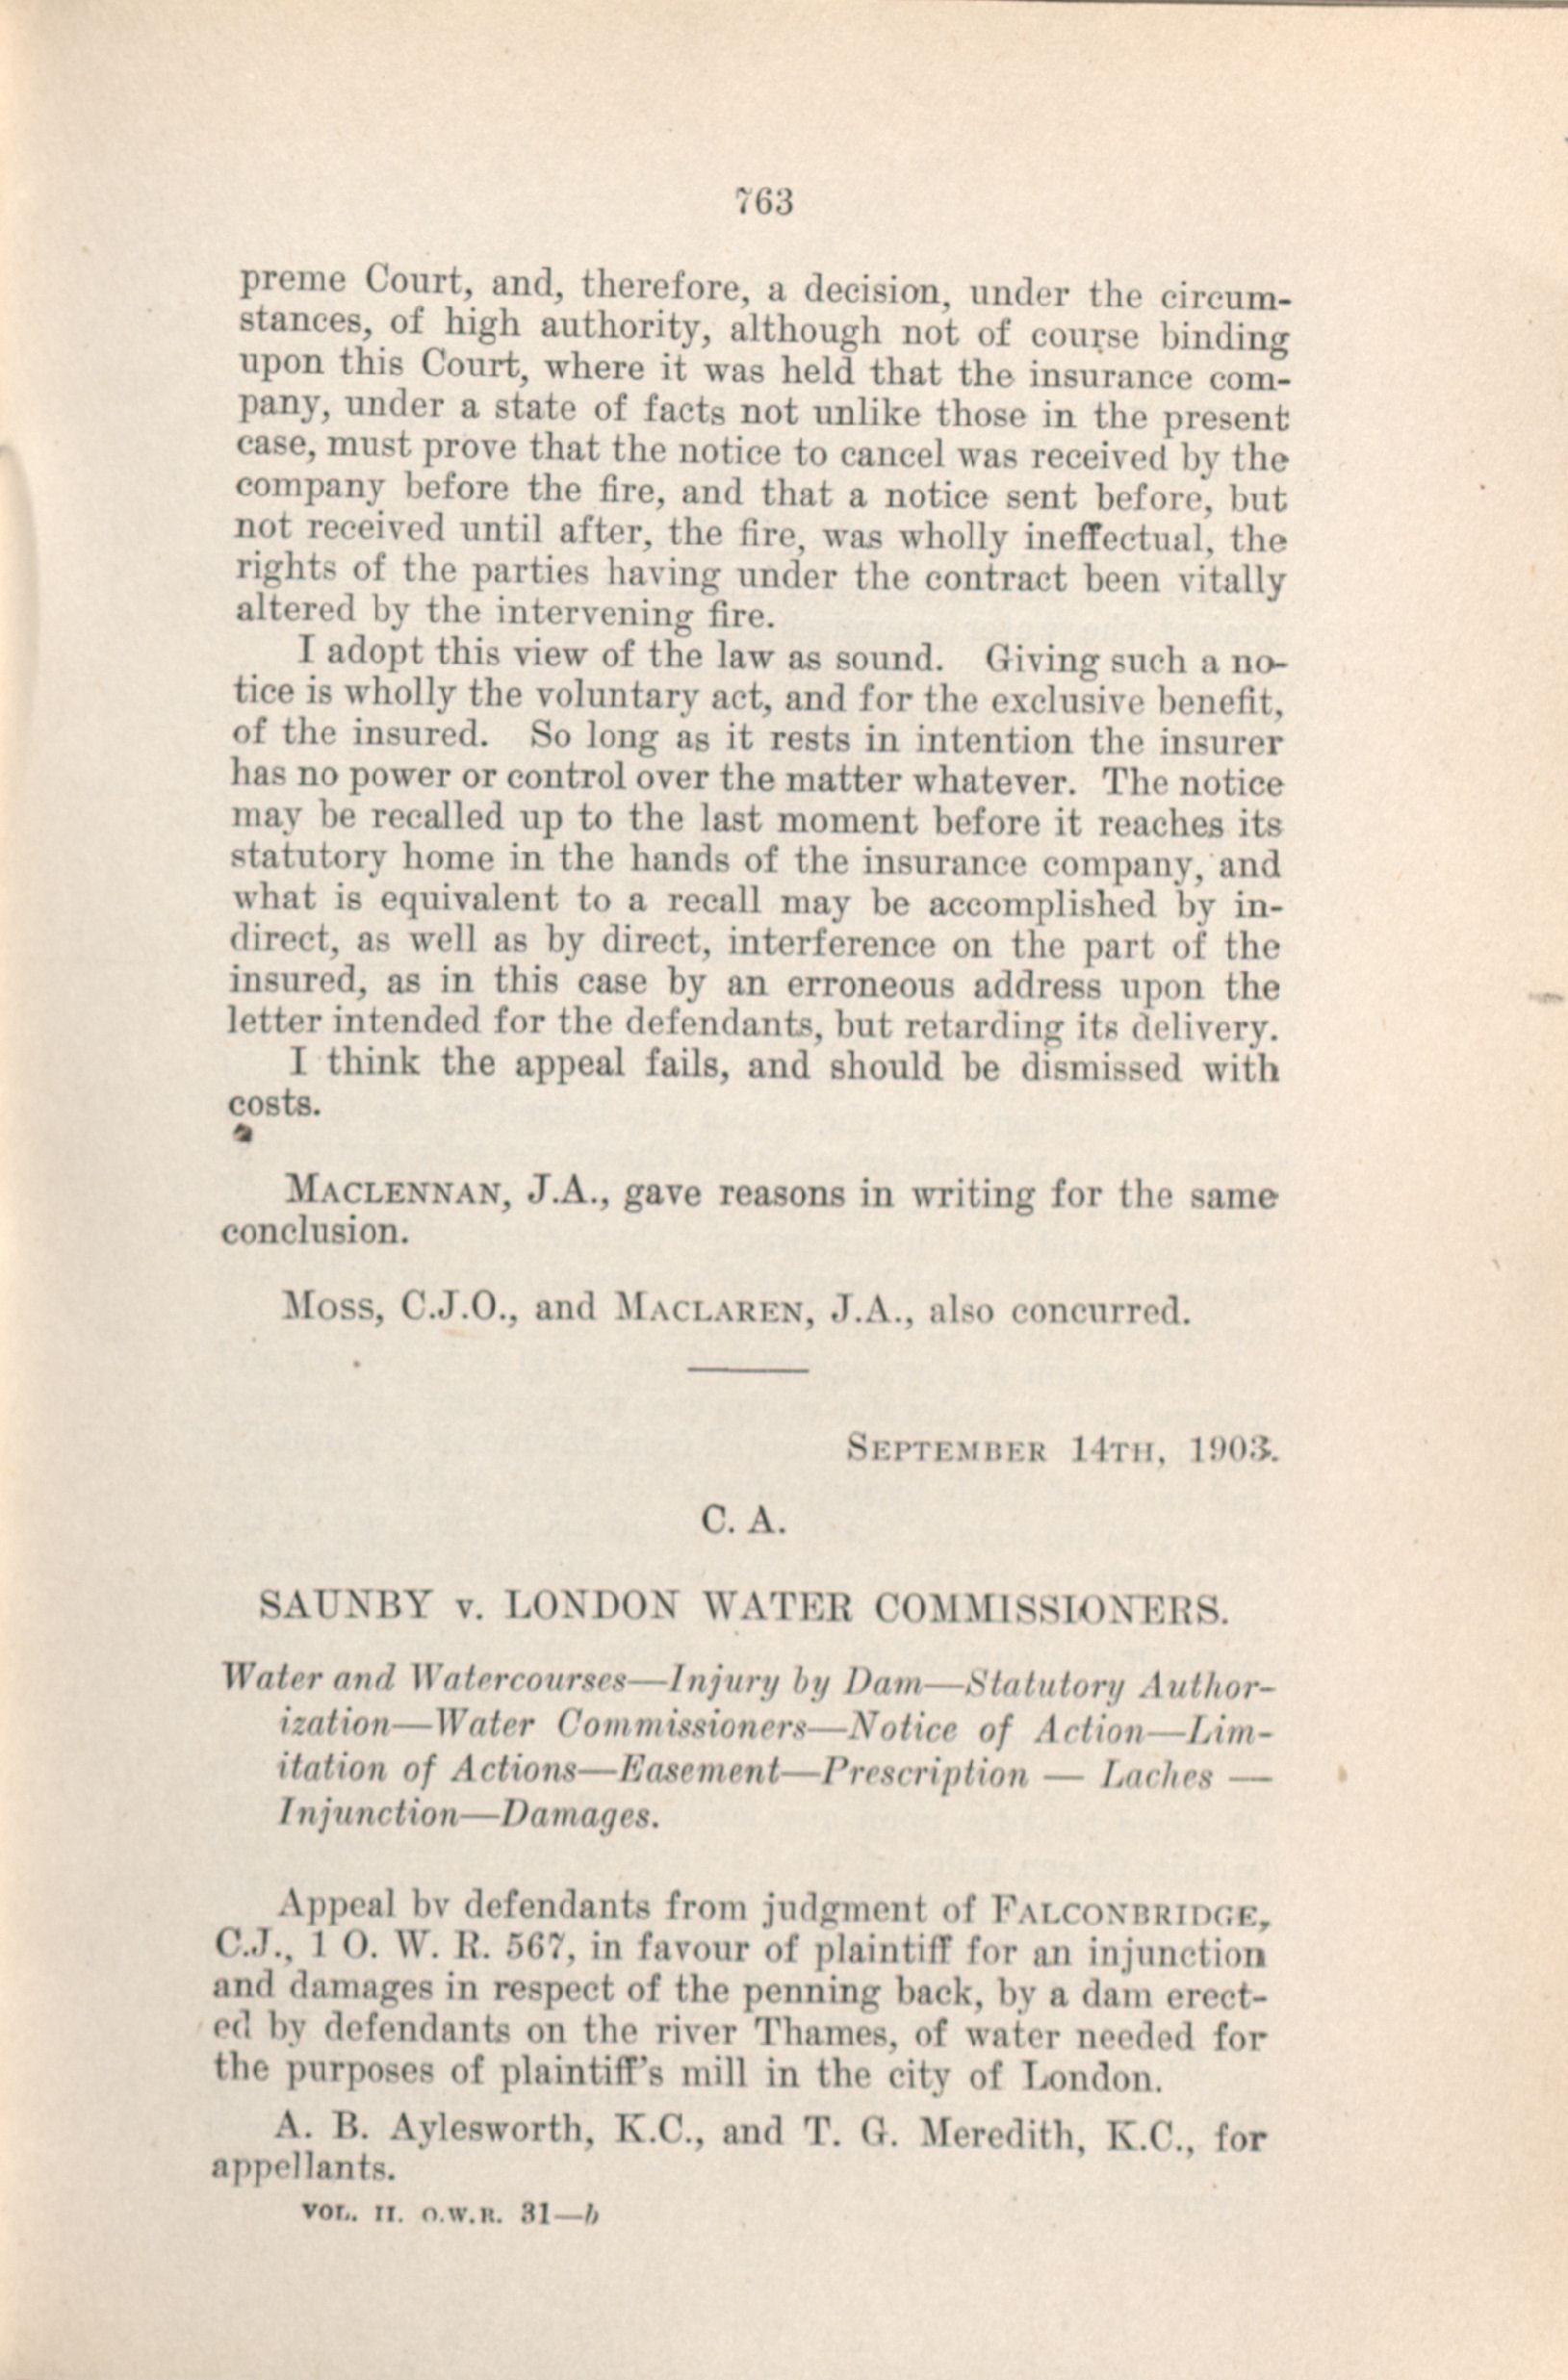 763
preme Court, and, therefore, a decision, under the circum-
stances, of high authority, although not of course binding
upon this Court, where it was held that the insurance com-
pany, under a state of facts not unlike those in the present
case, must prove that the notice to cancel was received by the
company before the fire, and that a notice sent before, but
not received until after, the fire, was wholly ineffectual, the
rights of the parties having under the contract been vitally
altered by the intervening fire.
I adopt this view of the law as sound. Giving such a no-
tice is wholly the voluntary act, and for the exclusive benefit,
of the insured. So long as it rests in intention the insurer
has no power or control over the matter whatever. The notice
may be recalled up to the last moment before it reaches its
statutory home in the hands of the insurance company, and
what is equivalent to a recall may be accomplished by in-
direct, as well as by direct, interference on the part of the
insured, as in this case by an erroneous address upon the
letter intended for the defendants, but retarding its delivery.
I think the appeal fails, and should be dismissed with
costs.
MACLENNAN, J.A., gave reasons in writing for the same
conclusion.
MOSS, C.J.O., and MACLAREN, J.A., also concurred.
SEPTEMBER 14TH, 1903.
C. A.
SAUNBY v. LONDON WATER COMMISSIONERS.
Water and Watercourses—Injury by Dam—Statutory Author-
ization—Water Commissioners—Notice of Action—Lim-
itation of Actions—Easement—Prescription — Laches —
Injunction—Damages.
Appeal by defendants from judgment of FALCONBRIDGE,
C.J., 1 O. W. R. 567, in favour of plaintiff for an injunction
and damages in respect of the penning back, by a dam erect-
ed by defendants on the river Thames, of water needed for
the purposes of plaintiff's mill in the city of London.
A. B. Aylesworth, K.C., and T. G. Meredith, K.C., for
appellants.
VOL. II. O.W.R. 31—b